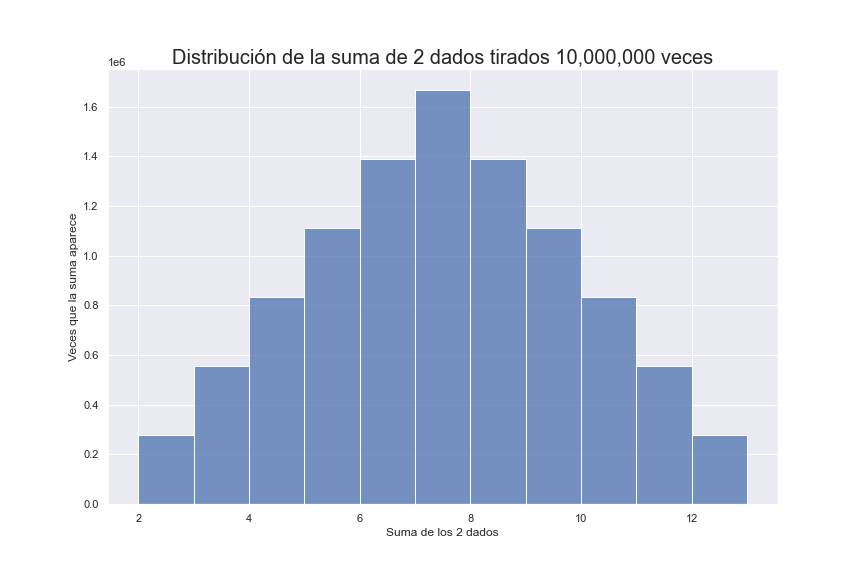 Distribución de la suma de 2 dados tirados 10,000,000 veces
1e6
1.6
1.4
1.2
1.0
0.8
0.6
0.4
0.2
0.0
Veces que la suma aparece
2 4 6 8 10 12
Suma de los 2 dados